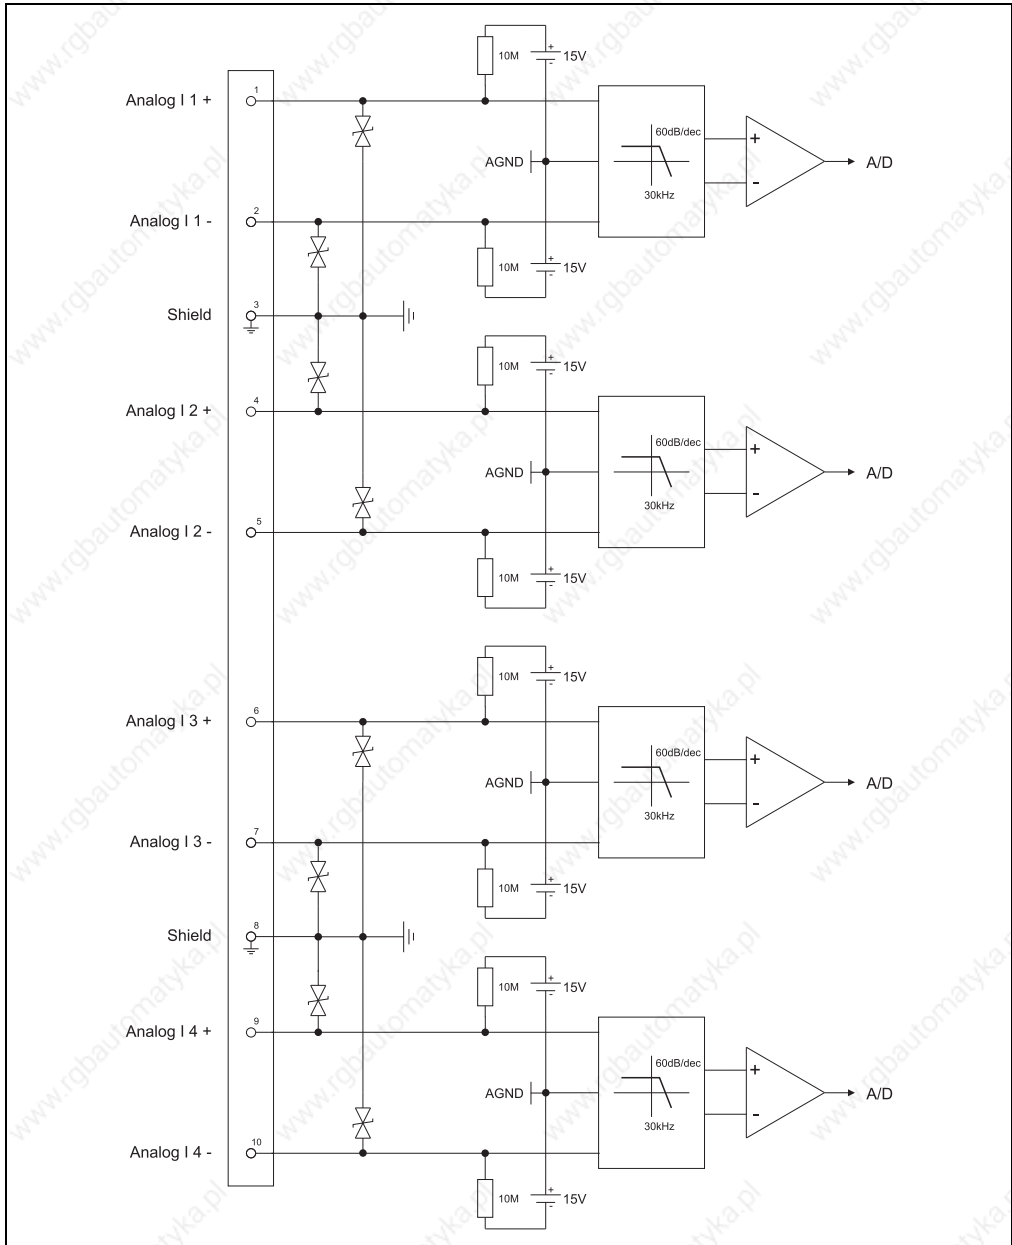 10M + - 15V
1
Analog I 1 +
60dB/dec
+
AGND
A/D
-
30kHz
2
Analog I 1 -
10M + - 15V
3
Shield
10M + - 15V
4
Analog I 2 +
60dB/dec
+
AGND
A/D
-
30kHz
5
Analog I 2 -
10M + - 15V
10M + - 15V
6
Analog I 3 +
60dB/dec
+
AGND
A/D
-
30kHz
7
Analog I 3 -
10M + - 15V
8
Shield
10M + - 15V
9
Analog I 4 +
60dB/dec
+
AGND
A/D
-
30kHz
10
Analog I 4 -
10M + - 15V
www.rgbautomatyka.pl